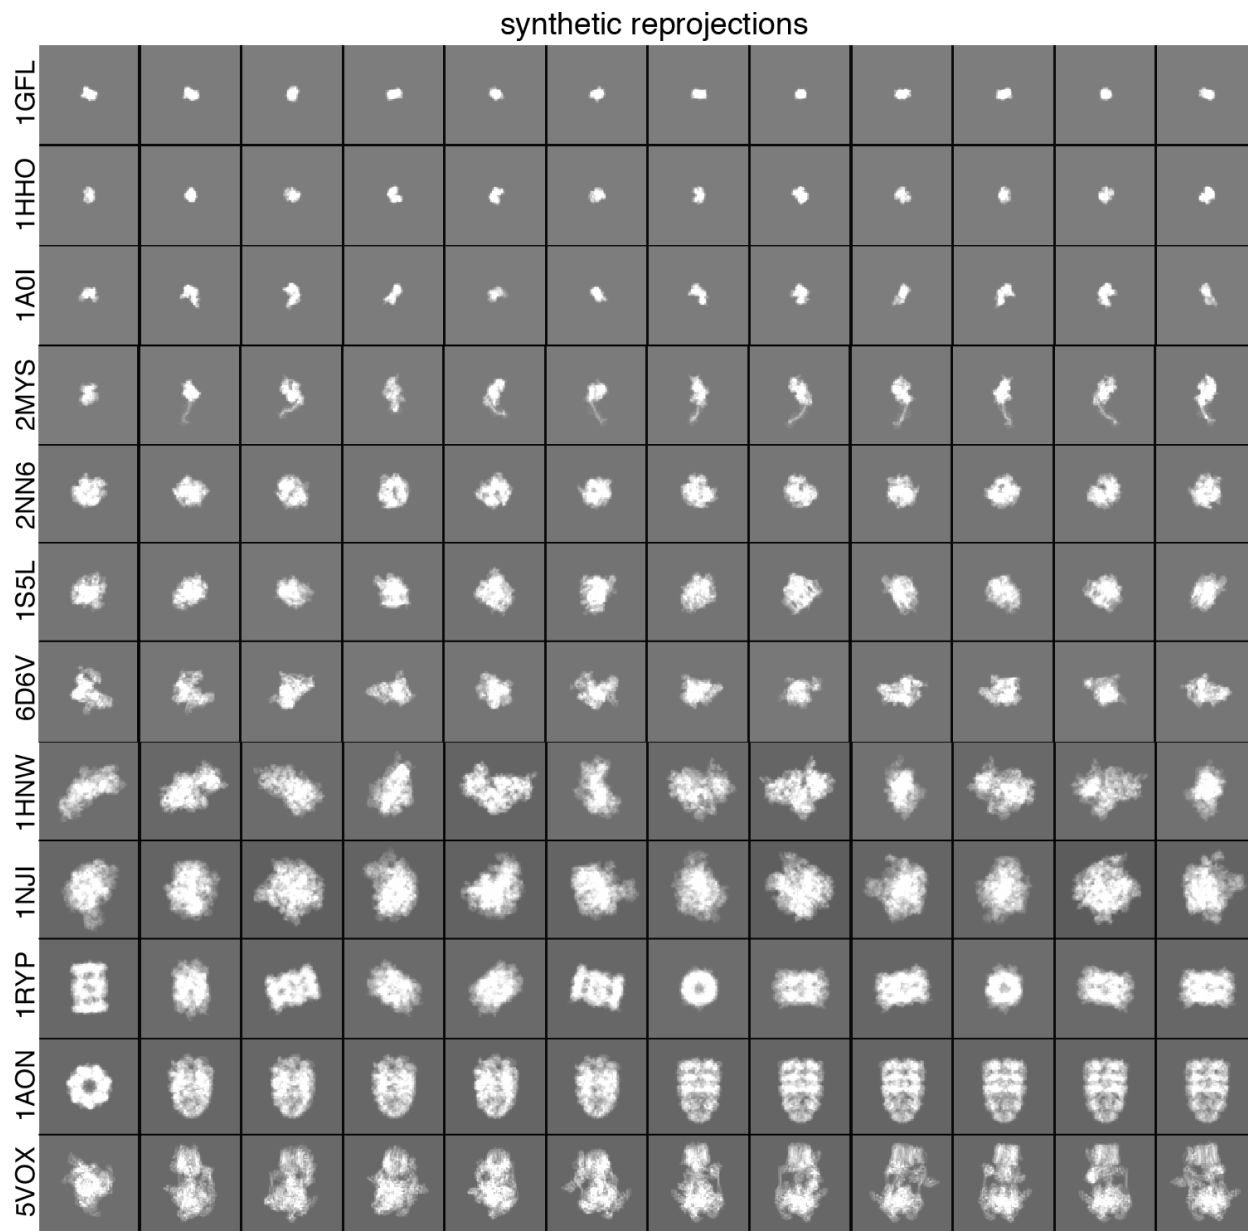 synthetic reprojections
1GFL
1HHO
1A0I
2MYS
2NN6
1S5L
6D6V
1HNW
1NJI
1RYP
1AON
5VOX